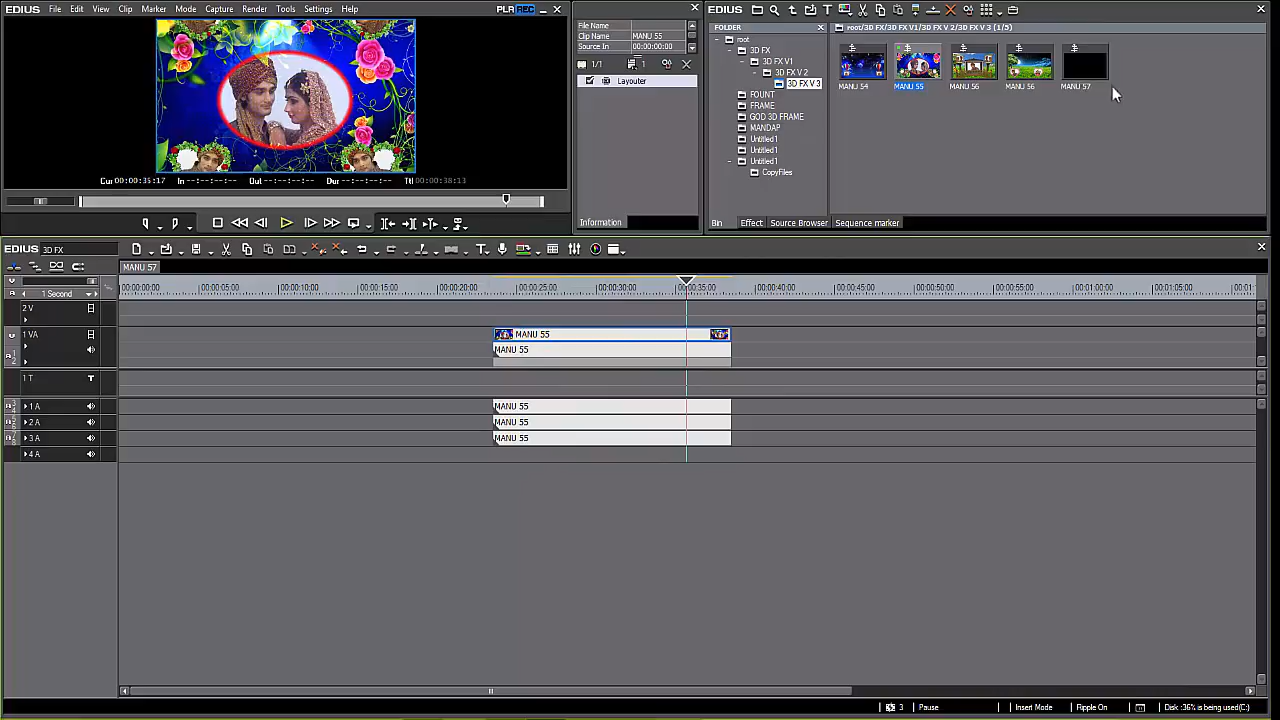 EDIUS File Edit View Clip Marker Mode Capture Render Tools Settings Help PLR REC
Cur 00:00:35:17 In --:--:--:-- Out --:--:--:-- Dur --:--:--:-- Ttl 00:00:38:13
File Name
Clip Name MANU 55
Source In 00:00:00:00
1/1 1
Layouter
Information
EDIUS
FOLDER
root
3D FX
3D FX V1
3D FX V 2
3D FX V 3
FOUNT
FRAME
GOD 3D FRAME
MANDAP
Untitled1
Untitled1
Untitled1
CopyFiles
root/3D FX/3D FX V1/3D FX V 2/3D FX V 3 (1/5)
MANU 54 MANU 55 MANU 56 MANU 56 MANU 57
Bin Effect Source Browser Sequence marker
EDIUS 3D FX
MANU 57
1 Second
00:00:00:00 00:00:05:00 00:00:10:00 00:00:15:00 00:00:20:00 00:00:25:00 00:00:30:00 00:00:35:00 00:00:40:00 00:00:45:00 00:00:50:00 00:00:55:00 00:01:00:00 00:01:05:00
2 V
1 VA MANU 55
MANU 55
1 T
1 A MANU 55
2 A MANU 55
3 A MANU 55
4 A
3 Pause Insert Mode Ripple On Disk :36% is being used(C:)